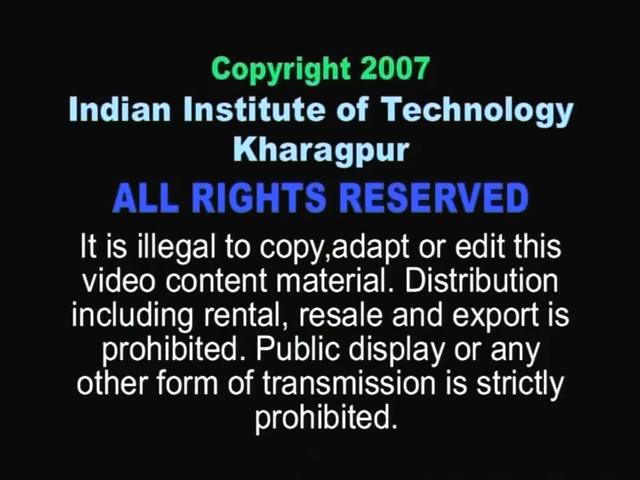 Copyright 2007
Indian Institute of Technology
Kharagpur
ALL RIGHTS RESERVED
It is illegal to copy,adapt or edit this
video content material. Distribution
including rental, resale and export is
prohibited. Public display or any
other form of transmission is strictly
prohibited.